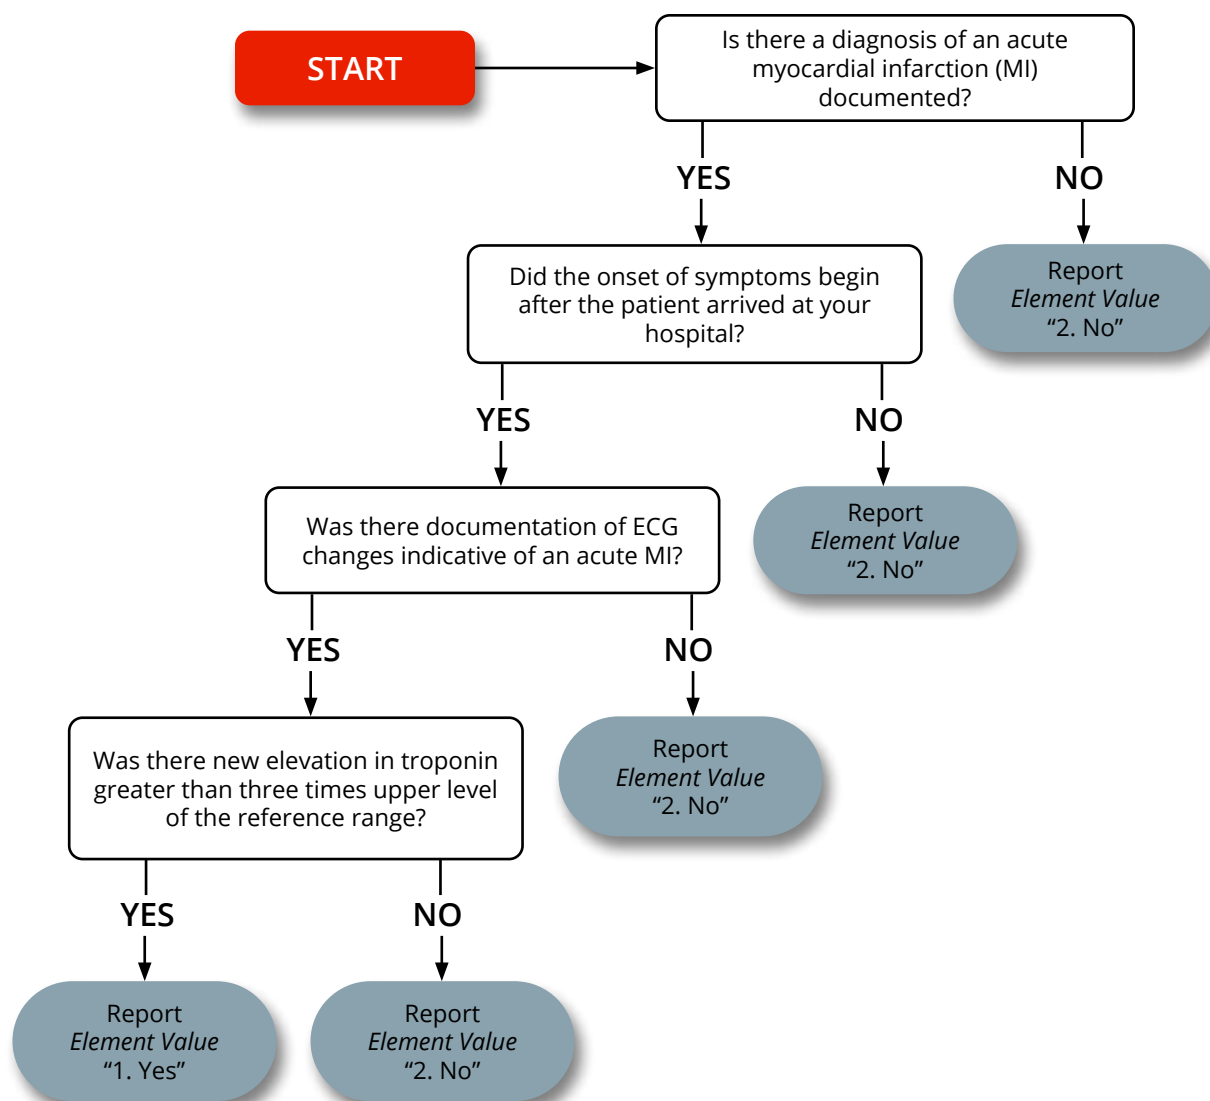 START
Is there a diagnosis of an acute
myocardial infarction (MI)
documented?
YES
NO
Did the onset of symptoms begin
after the patient arrived at your
hospital?
Report
Element Value
“2. No”
YES
NO
Was there documentation of ECG
changes indicative of an acute MI?
Report
Element Value
“2. No”
YES
NO
Was there new elevation in troponin
greater than three times upper level
of the reference range?
Report
Element Value
“2. No”
YES
NO
Report
Element Value
“1. Yes”
Report
Element Value
“2. No”